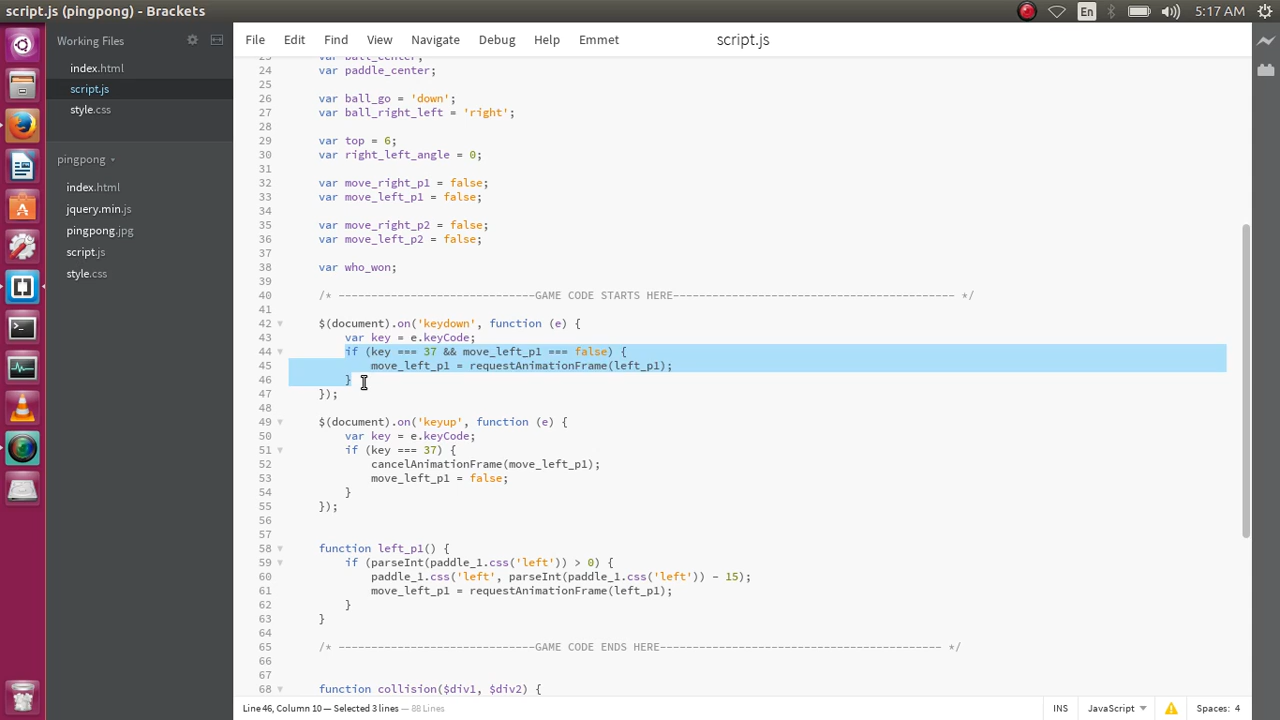 script.js (pingpong) - Brackets
En
5:17 AM
Working Files
index.html
script.js
style.css
pingpong
index.html
jquery.min.js
pingpong.jpg
script.js
style.css
File Edit Find View Navigate Debug Help Emmet
script.js
23 var ball_center;
24 var paddle_center;
25
26 var ball_go = 'down';
27 var ball_right_left = 'right';
28
29 var top = 6;
30 var right_left_angle = 0;
31
32 var move_right_p1 = false;
33 var move_left_p1 = false;
34
35 var move_right_p2 = false;
36 var move_left_p2 = false;
37
38 var who_won;
39
40 /* ------------------------------GAME CODE STARTS HERE------------------------------------------- */
41
42 $(document).on('keydown', function (e) {
43 var key = e.keyCode;
44 if (key === 37 && move_left_p1 === false) {
45 move_left_p1 = requestAnimationFrame(left_p1);
46 }
47 });
48
49 $(document).on('keyup', function (e) {
50 var key = e.keyCode;
51 if (key === 37) {
52 cancelAnimationFrame(move_left_p1);
53 move_left_p1 = false;
54 }
55 });
56
57
58 function left_p1() {
59 if (parseInt(paddle_1.css('left')) > 0) {
60 paddle_1.css('left', parseInt(paddle_1.css('left')) - 15);
61 move_left_p1 = requestAnimationFrame(left_p1);
62 }
63 }
64
65 /* ------------------------------GAME CODE ENDS HERE------------------------------------------- */
66
67
68 function collision($div1, $div2) {
Line 46, Column 10 — Selected 3 lines — 88 Lines
INS
JavaScript
Spaces: 4